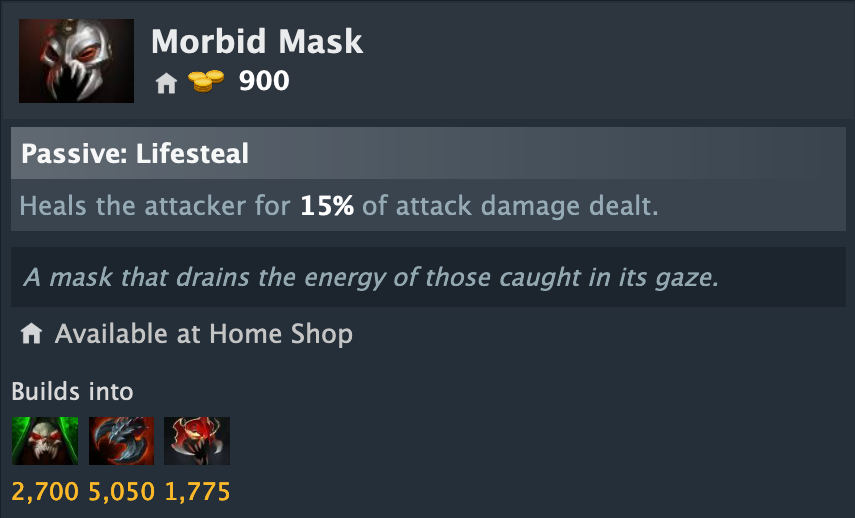 Morbid Mask
900
Passive: Lifesteal
Heals the attacker for 15% of attack damage dealt.
A mask that drains the energy of those caught in its gaze.
Available at Home Shop
Builds into
2,700 5,050 1,775